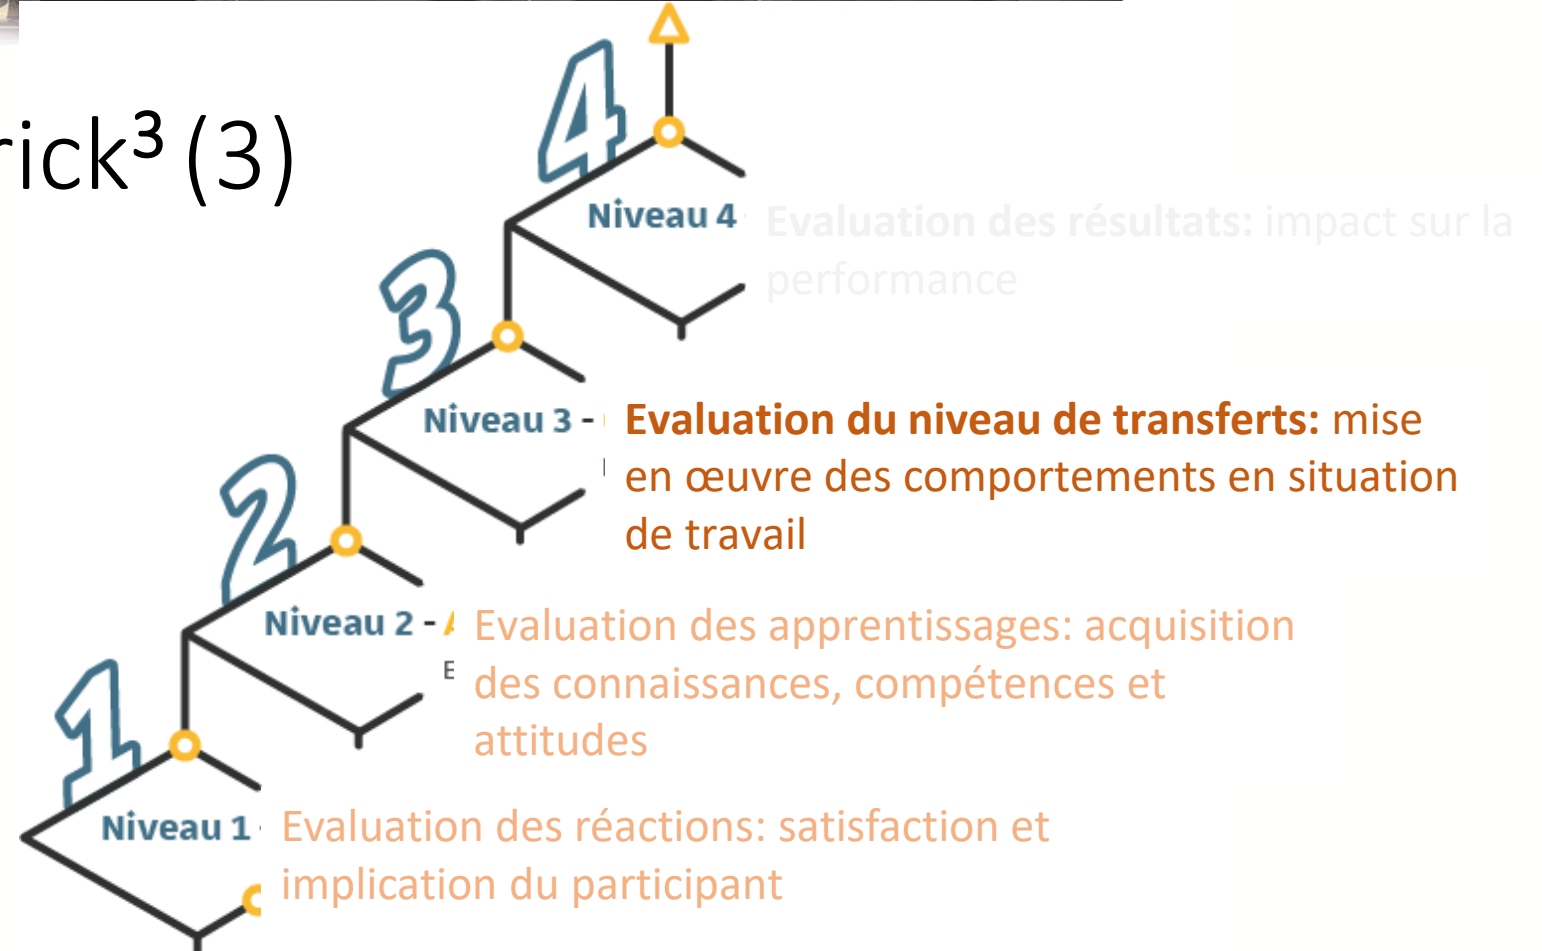 rick³ (3)
4
Niveau 4
Evaluation des résultats: impact sur la
performance
3
Niveau 3 -
Evaluation du niveau de transferts: mise
en œuvre des comportements en situation
de travail
2
Niveau 2 -
E
Evaluation des apprentissages: acquisition
des connaissances, compétences et
attitudes
1
Niveau 1
Evaluation des réactions: satisfaction et
implication du participant